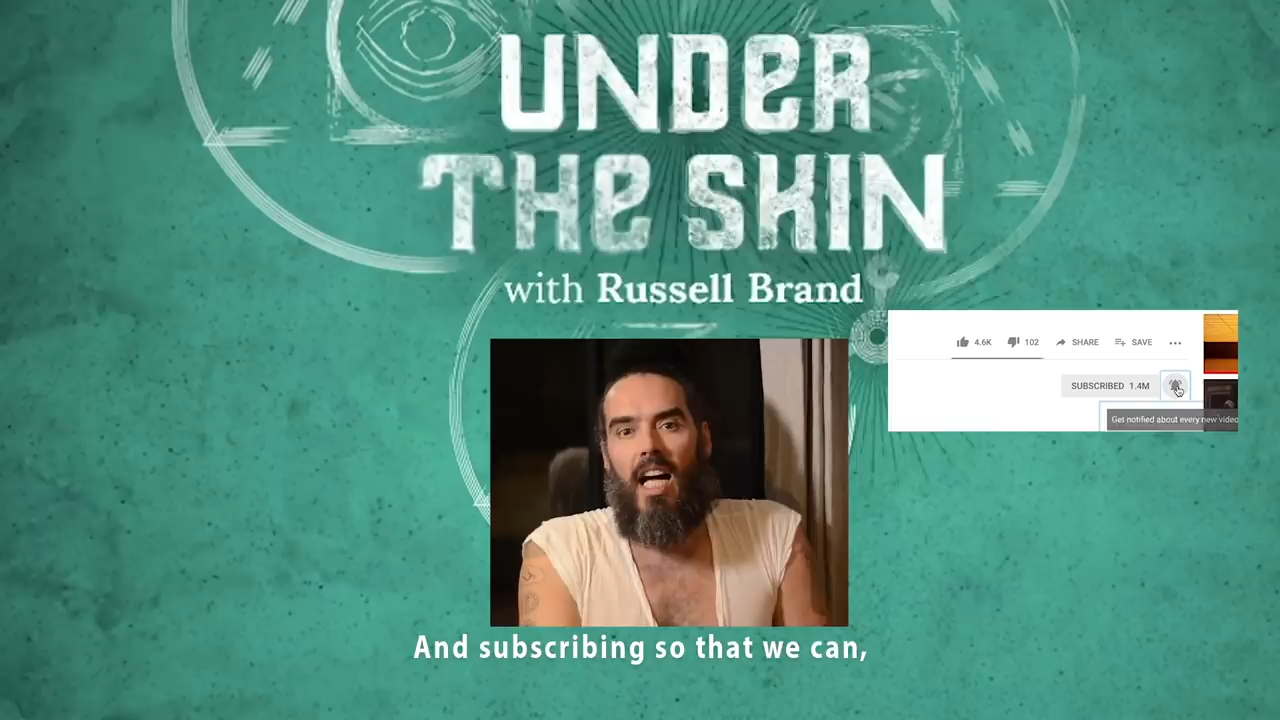 UNDER
THE SKIN
with Russell Brand
4.6K 102 SHARE SAVE
SUBSCRIBED 1.4M
Get notified about every new video
And subscribing so that we can,